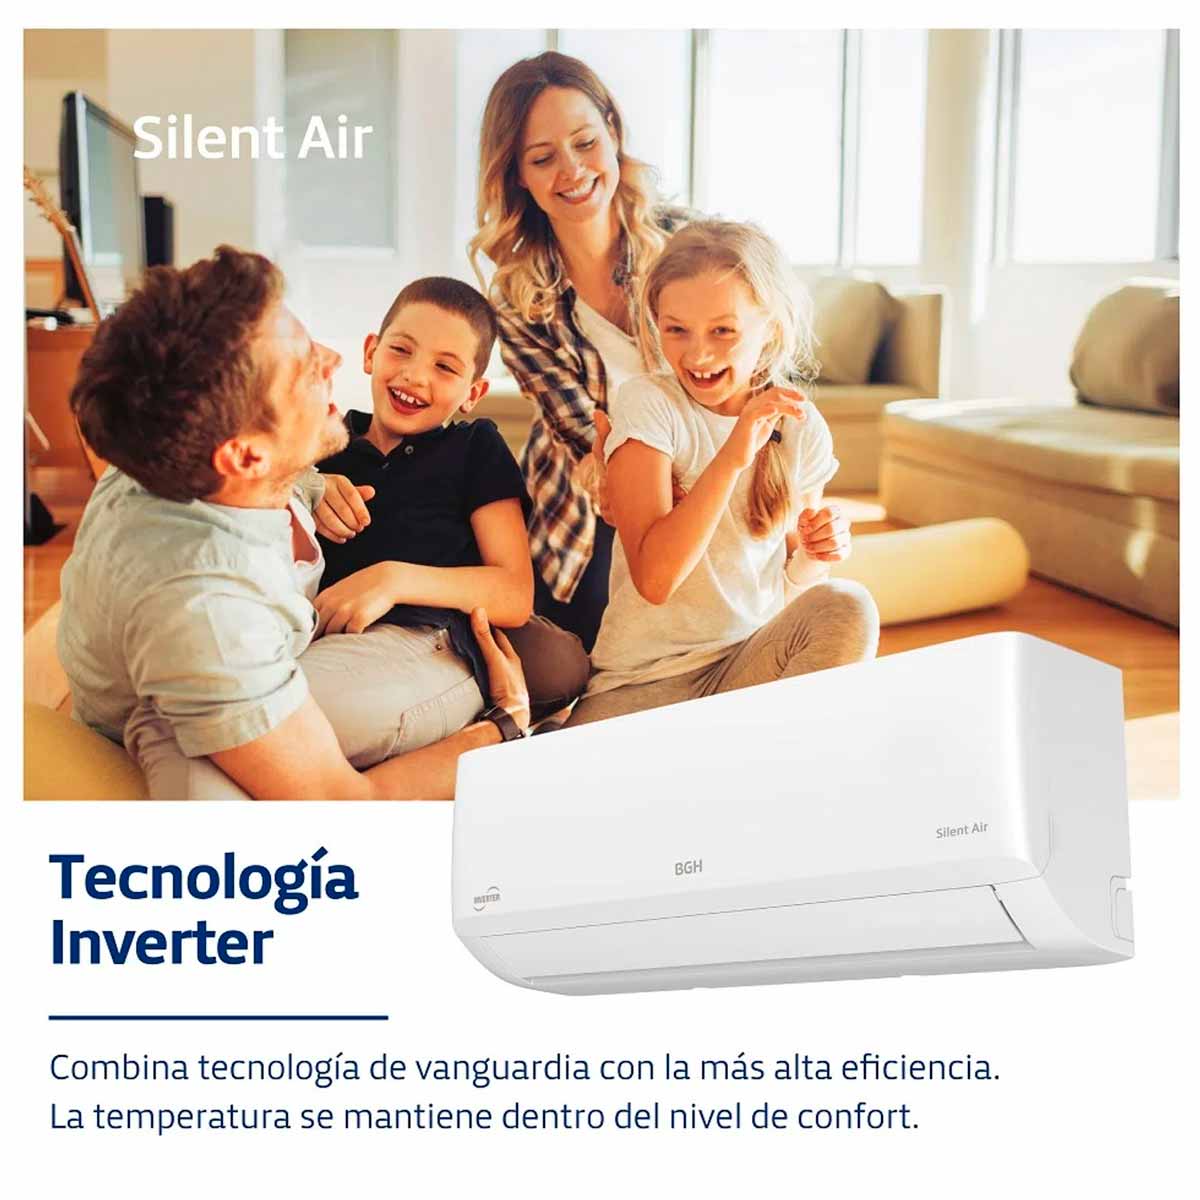 Silent Air
Silent Air
BGH
INVERTER
Tecnología
Inverter
Combina tecnología de vanguardia con la más alta eficiencia.
La temperatura se mantiene dentro del nivel de confort.